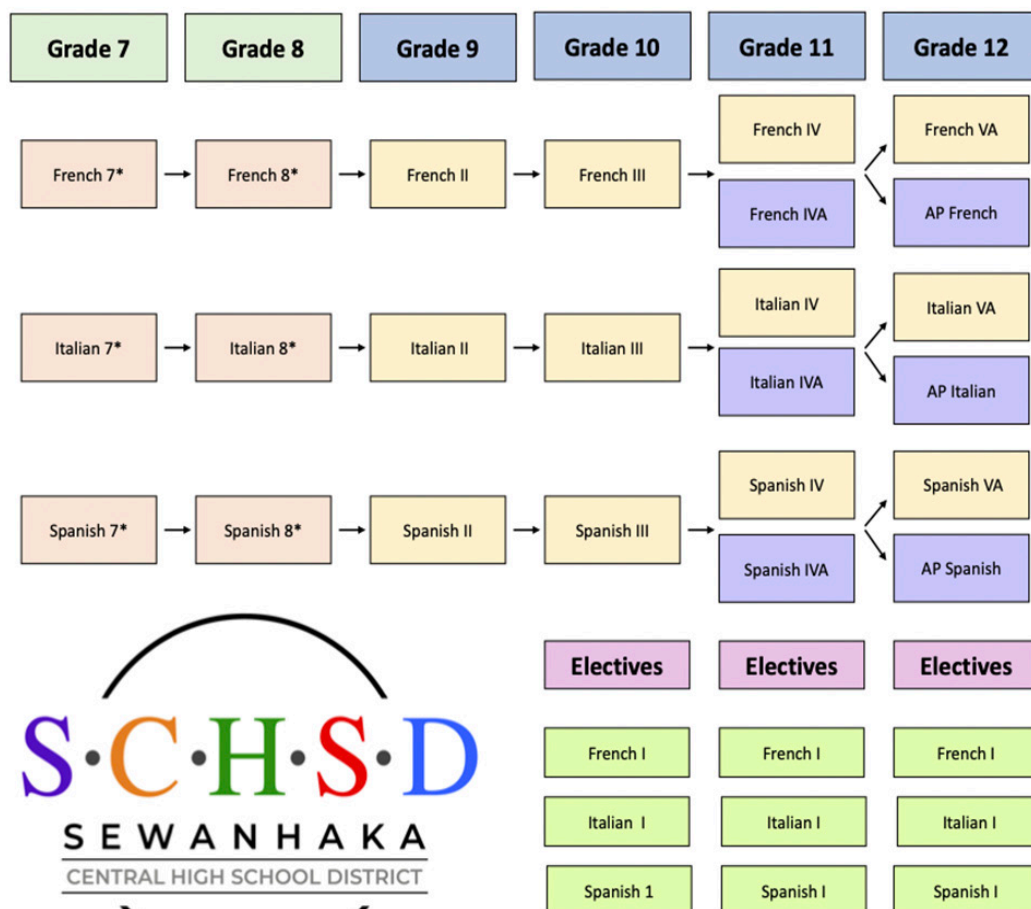 Grade 7
Grade 8
Grade 9
Grade 10
Grade 11
Grade 12
French 7*
French 8*
French II
French III
French IV
French IVA
French VA
AP French
Italian 7*
Italian 8*
Italian II
Italian III
Italian IV
Italian IVA
Italian VA
AP Italian
Spanish 7*
Spanish 8*
Spanish II
Spanish III
Spanish IV
Spanish IVA
Spanish VA
AP Spanish
Electives
Electives
Electives
French I
French I
French I
Italian I
Italian I
Italian I
Spanish 1
Spanish I
Spanish I
S·C·H·S·D
SEWANHAKA
CENTRAL HIGH SCHOOL DISTRICT